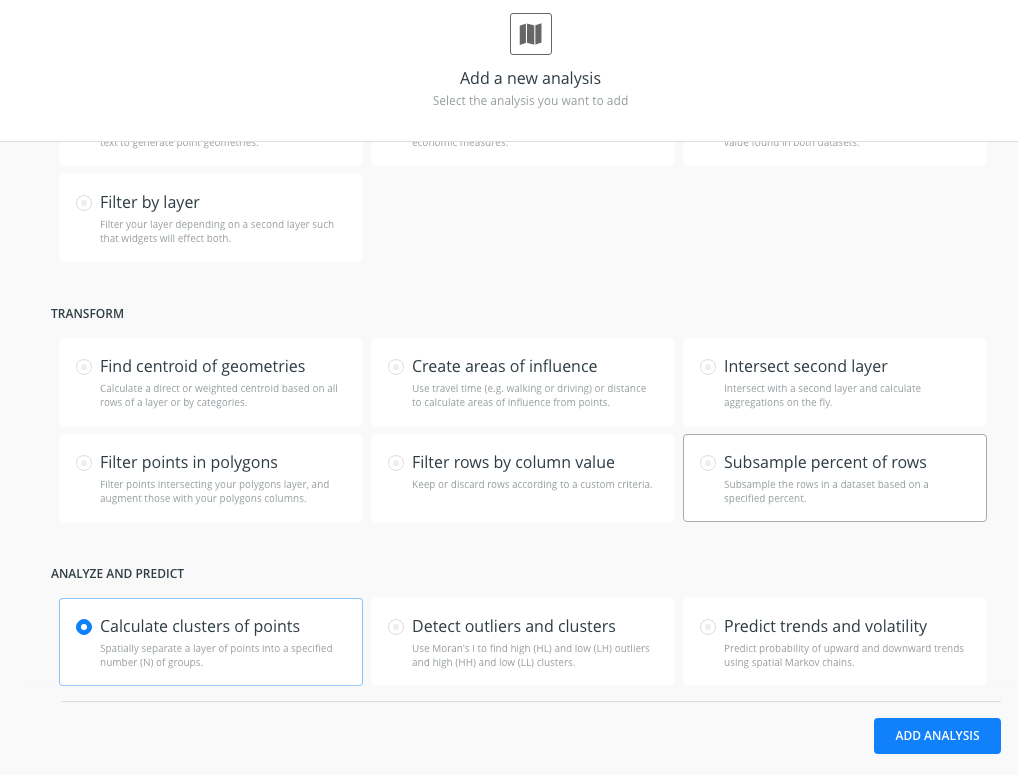 Add a new analysis
Select the analysis you want to add
text to generate point geometries.
economic measures.
value found in both datasets.
Filter by layer
Filter your layer depending on a second layer such
that widgets will effect both.
TRANSFORM
Find centroid of geometries
Calculate a direct or weighted centroid based on all
rows of a layer or by categories.
Create areas of influence
Use travel time (e.g. walking or driving) or distance
to calculate areas of influence from points.
Intersect second layer
Intersect with a second layer and calculate
aggregations on the fly.
Filter points in polygons
Filter points intersecting your polygons layer, and
augment those with your polygons columns.
Filter rows by column value
Keep or discard rows according to a custom criteria.
Subsample percent of rows
Subsample the rows in a dataset based on a
specified percent.
ANALYZE AND PREDICT
Calculate clusters of points
Spatially separate a layer of points into a specified
number (N) of groups.
Detect outliers and clusters
Use Moran's I to find high (HL) and low (LH) outliers
and high (HH) and low (LL) clusters.
Predict trends and volatility
Predict probability of upward and downward trends
using spatial Markov chains.
ADD ANALYSIS